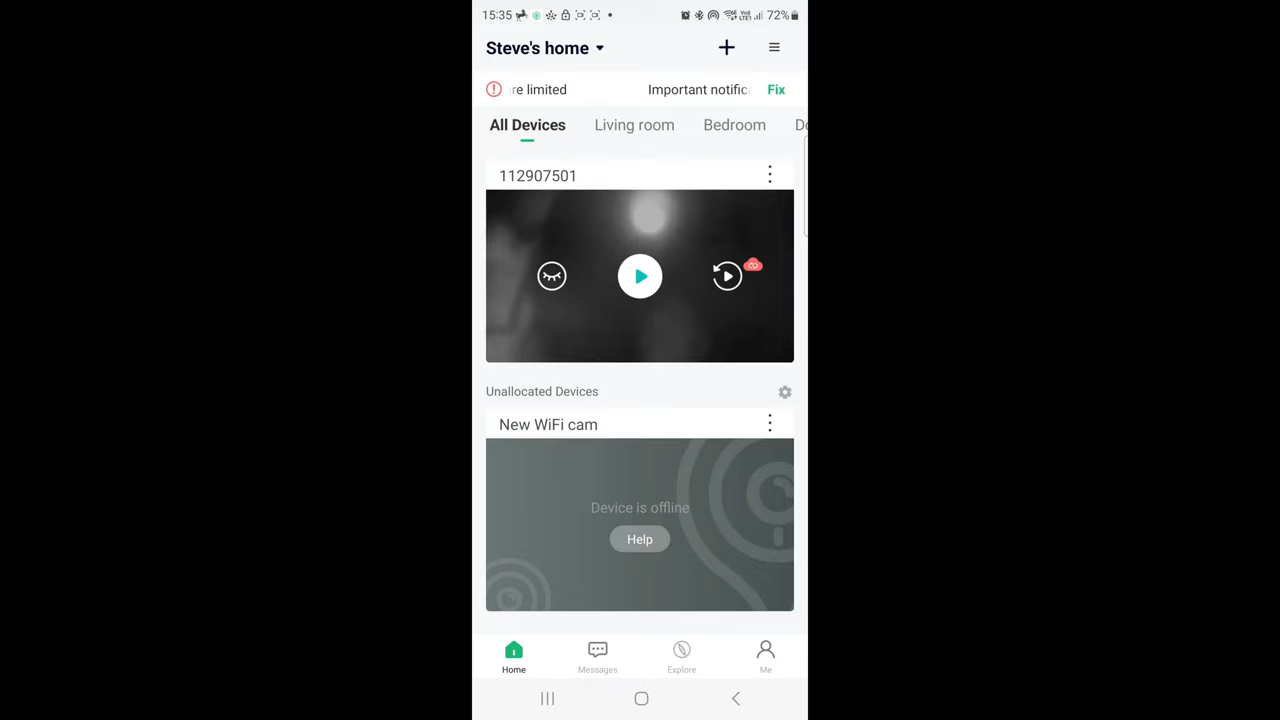 15:35 72%
Steve's home
re limited Important notific Fix
All Devices Living room Bedroom D
112907501
Unallocated Devices
New WiFi cam
Device is offline
Help
Home Messages Explore Me